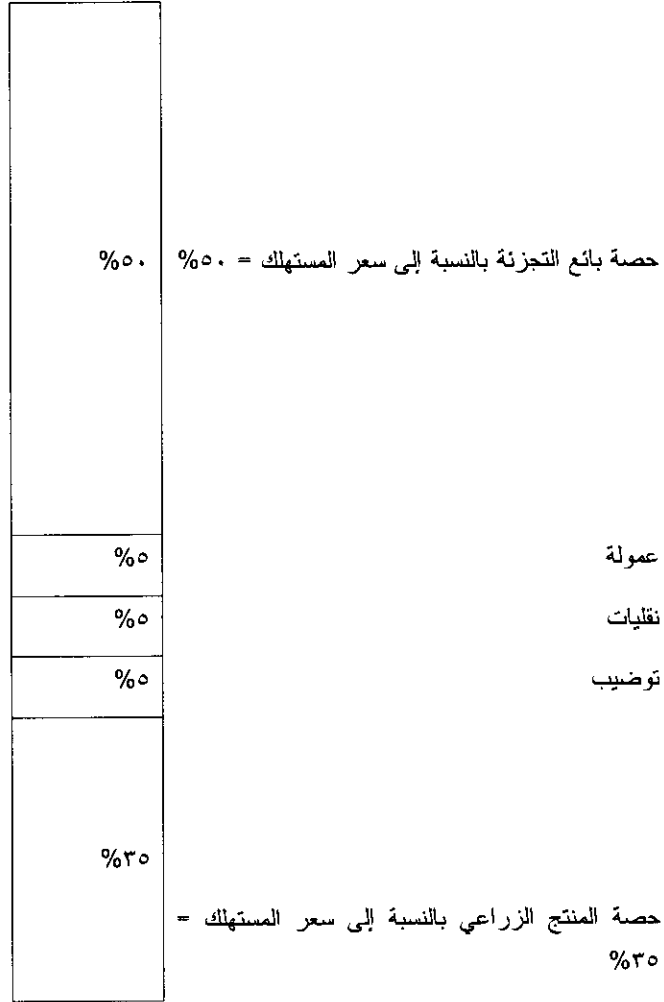 حصة بائع التجزئة بالنسبة إلى سعر المستهلك = ٥٠% ٥٠%
عمولة ٥%
نقليات ٥%
توضيب ٥%
٣٥%
حصة المنتج الزراعي بالنسبة إلى سعر المستهلك =
٣٥%